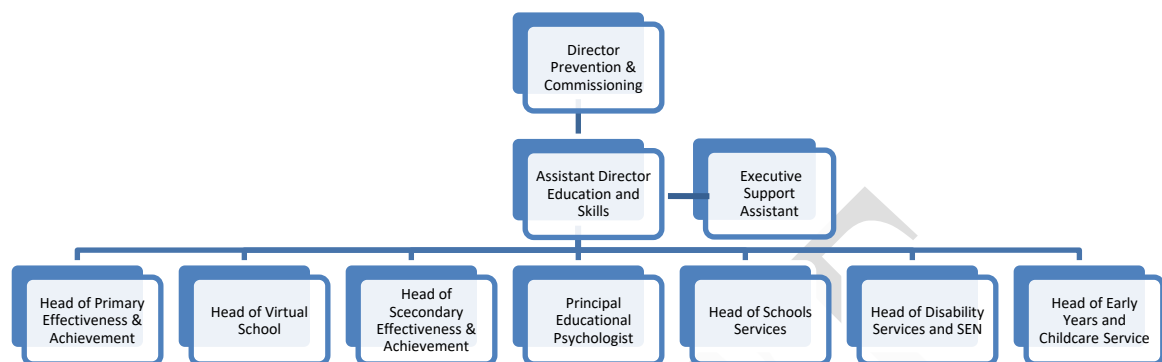 Director
Prevention &
Commissioning
Assistant Director
Education and
Skills
Executive
Support
Assistant
Head of Primary
Effectiveness &
Achievement
Head of Virtual
School
Head of
Scecondary
Effectiveness &
Achievement
Principal
Educational
Psychologist
Head of Schools
Services
Head of Disability
Services and SEN
Head of Early
Years and
Childcare Service